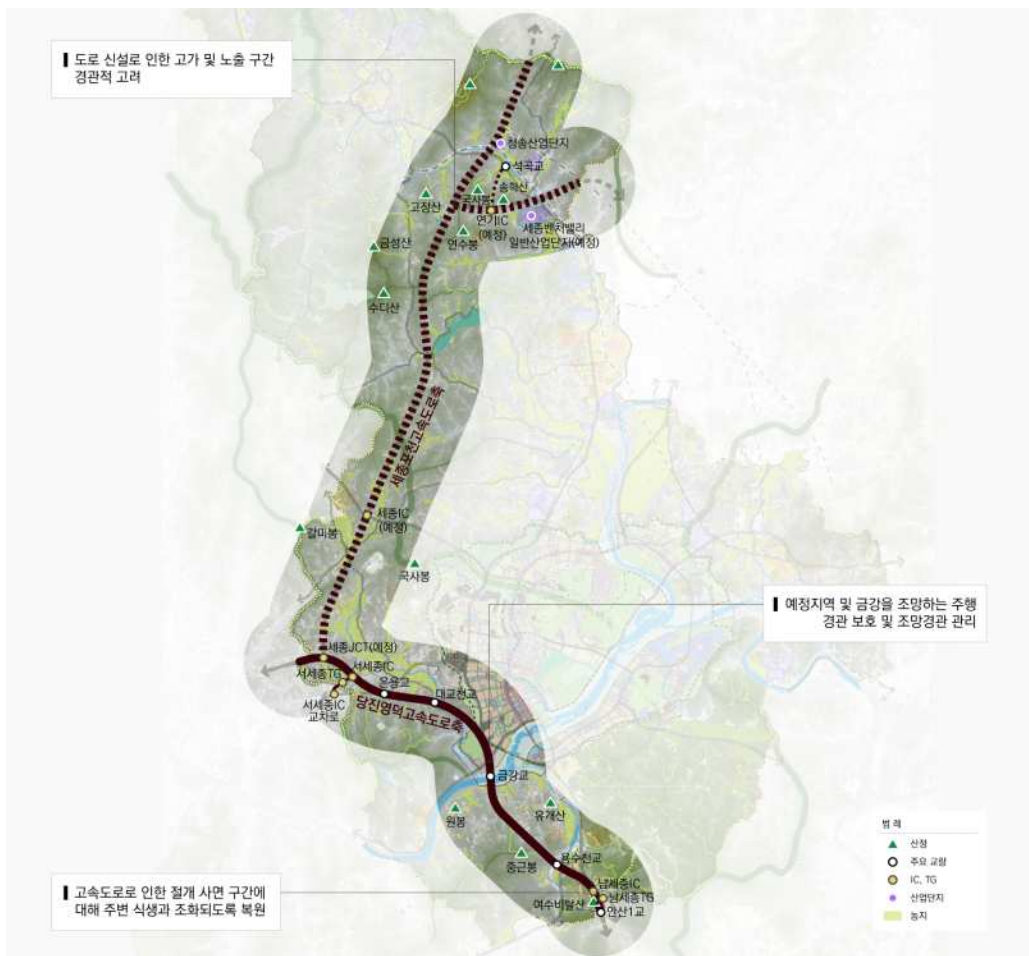 도로 신설로 인한 고가 및 노출 구간
경관적 고려
청송산업단지
석곡교
송학산
국사봉
고정산
연기IC
(예정)
세종벤처밸리
일반산업단지(예정)
연수봉
금성산
수디산
세종포천고속도로축
세종IC
(예정)
갈미봉
국사봉
예정지역 및 금강을 조망하는 주행
경관 보호 및 조망경관 관리
세종JCT(예정)
서세종TG
서세종IC
서세종IC
교차로
은용교
대교천교
당진영덕고속도로축
금강교
원봉
유개산
중근봉
용수천교
남세종IC
남세종TG
여수비달산
안산1교
고속도로로 인한 절개 사면 구간에
대해 주변 식생과 조화되도록 복원
범 례
산정
주요 교량
IC, TG
산업단지
농지